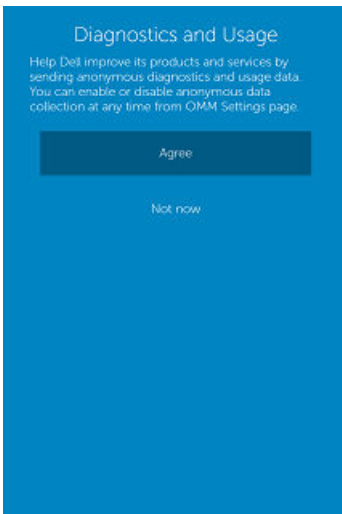 Diagnostics and Usage
Help Dell improve its products and services by
sending anonymous diagnostics and usage data.
You can enable or disable anonymous data
collection at any time from OMM Settings page.
Agree
Not now